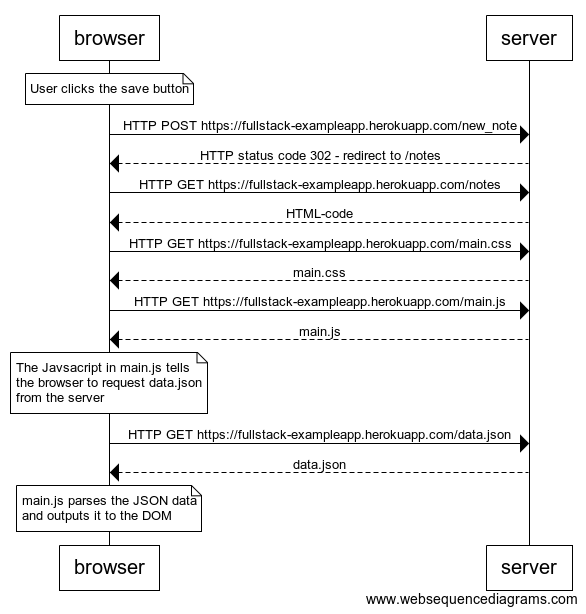 browser
server
User clicks the save button
HTTP POST https://fullstack-exampleapp.herokuapp.com/new_note
HTTP status code 302 - redirect to /notes
HTTP GET https://fullstack-exampleapp.herokuapp.com/notes
HTML-code
HTTP GET https://fullstack-exampleapp.herokuapp.com/main.css
main.css
HTTP GET https://fullstack-exampleapp.herokuapp.com/main.js
main.js
The Javsacript in main.js tells
the browser to request data.json
from the server
HTTP GET https://fullstack-exampleapp.herokuapp.com/data.json
data.json
main.js parses the JSON data
and outputs it to the DOM
browser
server
www.websequencediagrams.com